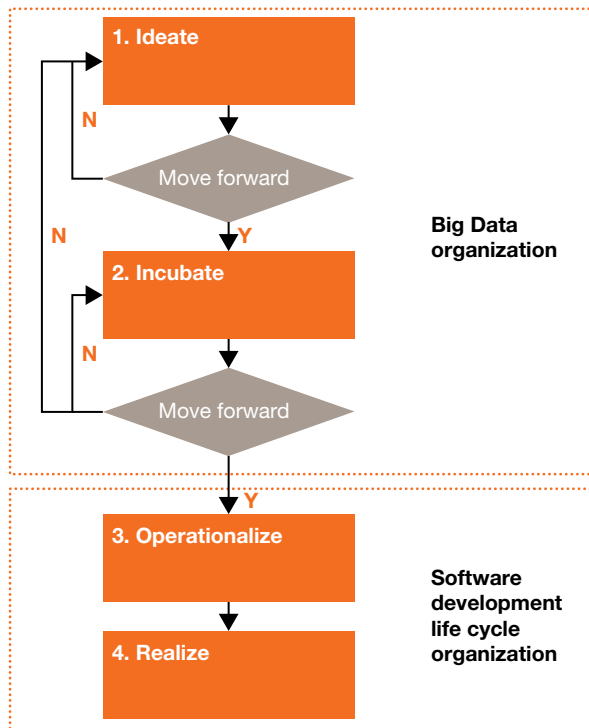 1. Ideate
N
Move forward
Y
N
Big Data
organization
2. Incubate
N
Move forward
Y
3. Operationalize
Software
development
life cycle
organization
4. Realize